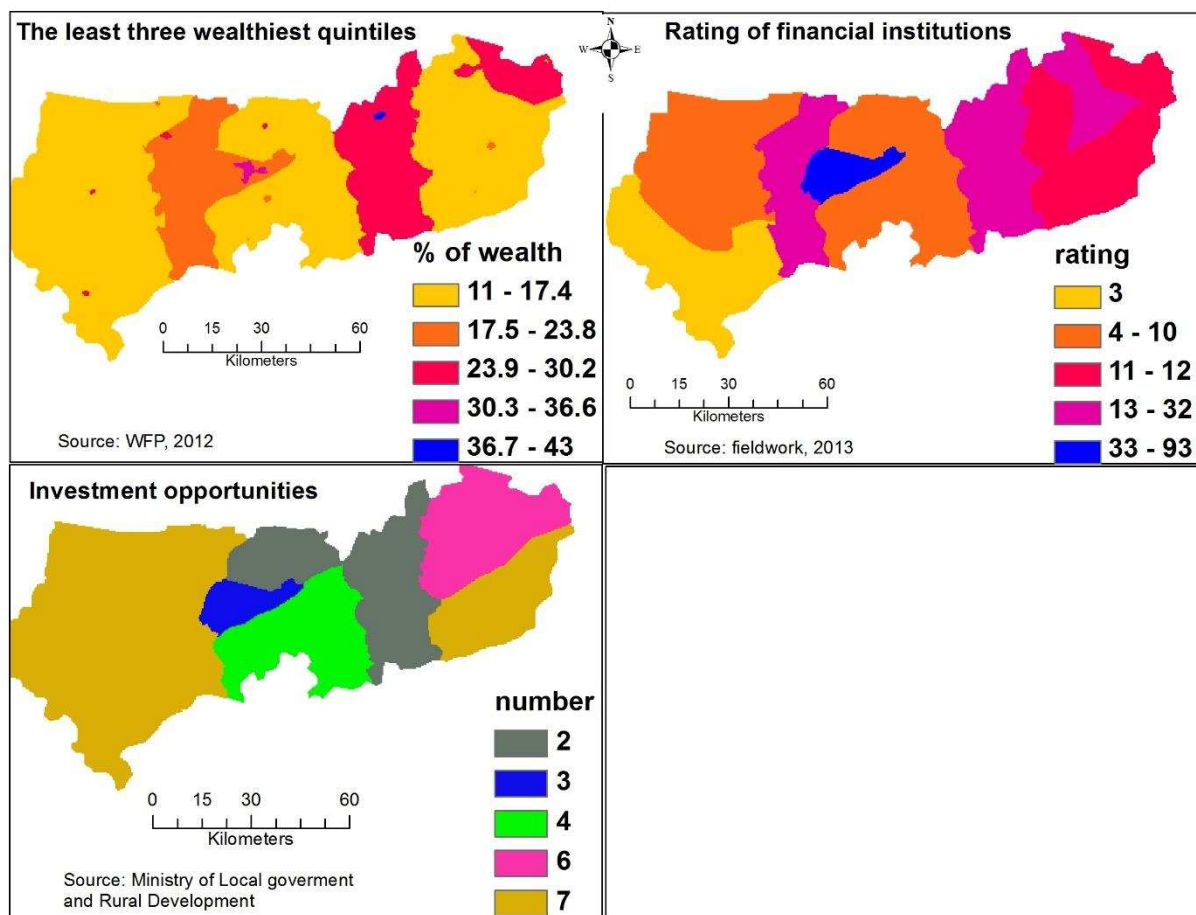 The least three wealthiest quintiles
% of wealth
11 - 17.4
17.5 - 23.8
23.9 - 30.2
30.3 - 36.6
36.7 - 43
0 15 30 60
Kilometers
Source: WFP, 2012
N
W E
S
Rating of financial institutions
rating
3
4 - 10
11 - 12
13 - 32
33 - 93
0 15 30 60
Kilometers
Source: fieldwork, 2013
Investment opportunities
number
2
3
4
6
7
0 15 30 60
Kilometers
Source: Ministry of Local goverment
and Rural Development